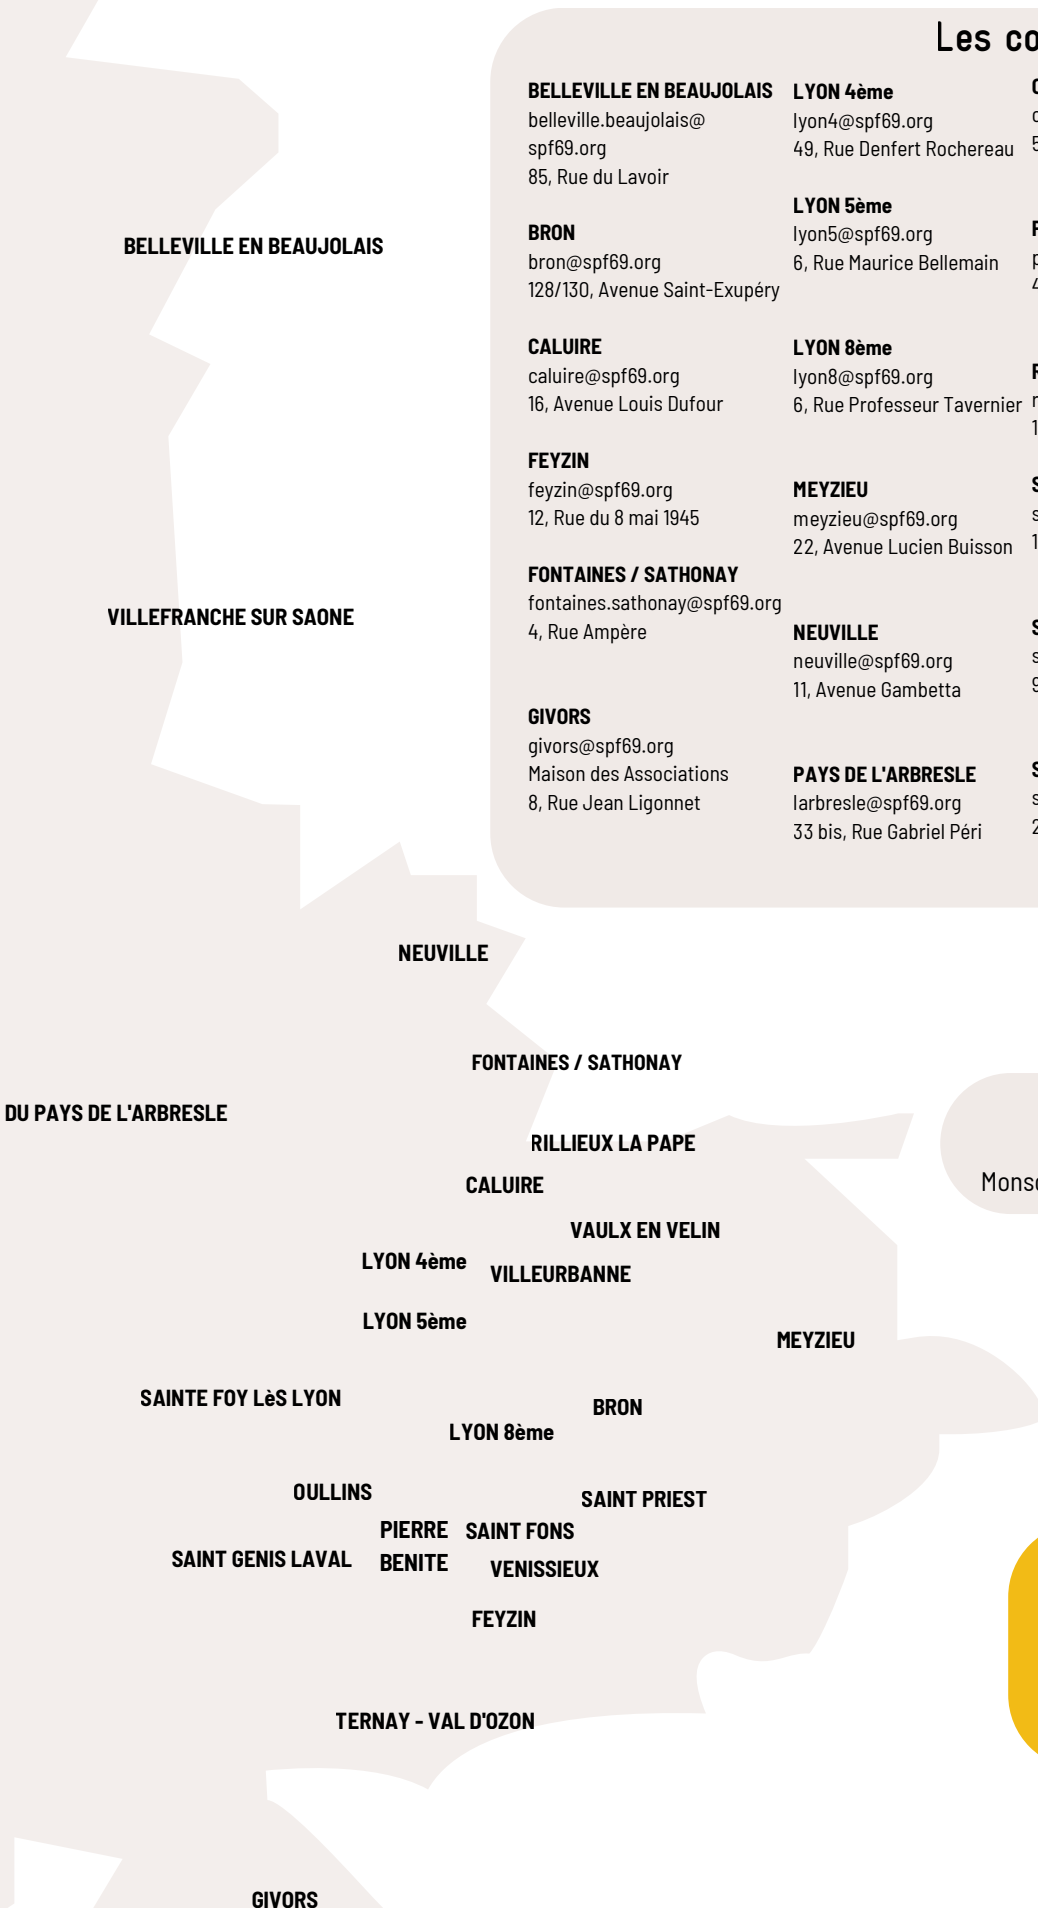 Les co
BELLEVILLE EN BEAUJOLAIS
belleville.beaujolais@
spf69.org
85, Rue du Lavoir
BRON
bron@spf69.org
128/130, Avenue Saint-Exupéry
CALUIRE
caluire@spf69.org
16, Avenue Louis Dufour
FEYZIN
feyzin@spf69.org
12, Rue du 8 mai 1945
FONTAINES / SATHONAY
fontaines.sathonay@spf69.org
4, Rue Ampère
GIVORS
givors@spf69.org
Maison des Associations
8, Rue Jean Ligonnet
LYON 4ème
lyon4@spf69.org
49, Rue Denfert Rochereau
LYON 5ème
lyon5@spf69.org
6, Rue Maurice Bellemain
LYON 8ème
lyon8@spf69.org
6, Rue Professeur Tavernier
MEYZIEU
meyzieu@spf69.org
22, Avenue Lucien Buisson
NEUVILLE
neuville@spf69.org
11, Avenue Gambetta
PAYS DE L'ARBRESLE
larbresle@spf69.org
33 bis, Rue Gabriel Péri
BELLEVILLE EN BEAUJOLAIS
VILLEFRANCHE SUR SAONE
NEUVILLE
FONTAINES / SATHONAY
DU PAYS DE L'ARBRESLE
RILLIEUX LA PAPE
CALUIRE
Mons
VAULX EN VELIN
LYON 4ème
VILLEURBANNE
LYON 5ème
MEYZIEU
SAINTE FOY LèS LYON
BRON
LYON 8ème
OULLINS
SAINT PRIEST
PIERRE
BENITE
SAINT FONS
SAINT GENIS LAVAL
VENISSIEUX
FEYZIN
TERNAY - VAL D'OZON
GIVORS